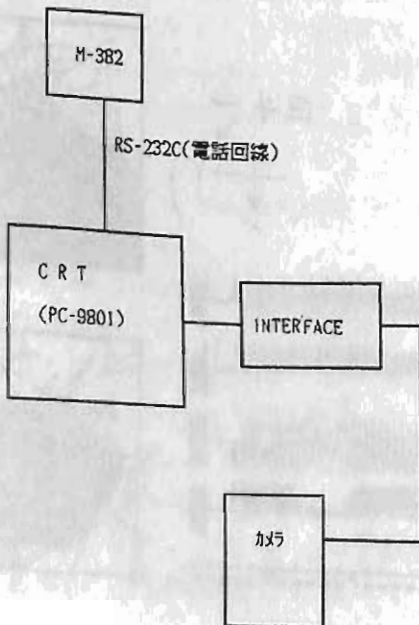 M-382
RS-232C(電話回線)
C R T
(PC-9801)
INTERFACE
カメラ